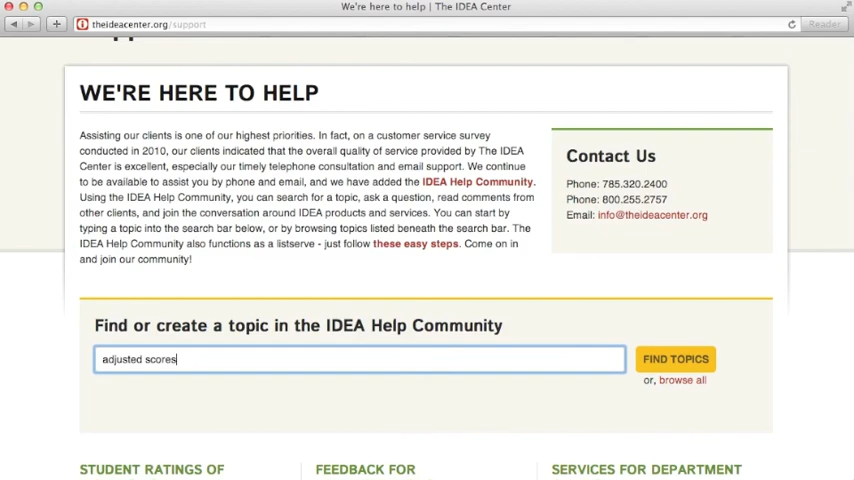 We're here to help | The IDEA Center
theideacenter.org/support
Reader
WE'RE HERE TO HELP
Assisting our clients is one of our highest priorities. In fact, on a customer service survey
conducted in 2010, our clients indicated that the overall quality of service provided by The IDEA
Center is excellent, especially our timely telephone consultation and email support. We continue
to be available to assist you by phone and email, and we have added the IDEA Help Community.
Using the IDEA Help Community, you can search for a topic, ask a question, read comments from
other clients, and join the conversation around IDEA products and services. You can start by
typing a topic into the search bar below, or by browsing topics listed beneath the search bar. The
IDEA Help Community also functions as a listserve - just follow these easy steps. Come on in
and join our community!
Contact Us
Phone: 785.320.2400
Phone: 800.255.2757
Email: info@theideacenter.org
Find or create a topic in the IDEA Help Community
adjusted scores
FIND TOPICS
or, browse all
STUDENT RATINGS OF
FEEDBACK FOR
SERVICES FOR DEPARTMENT